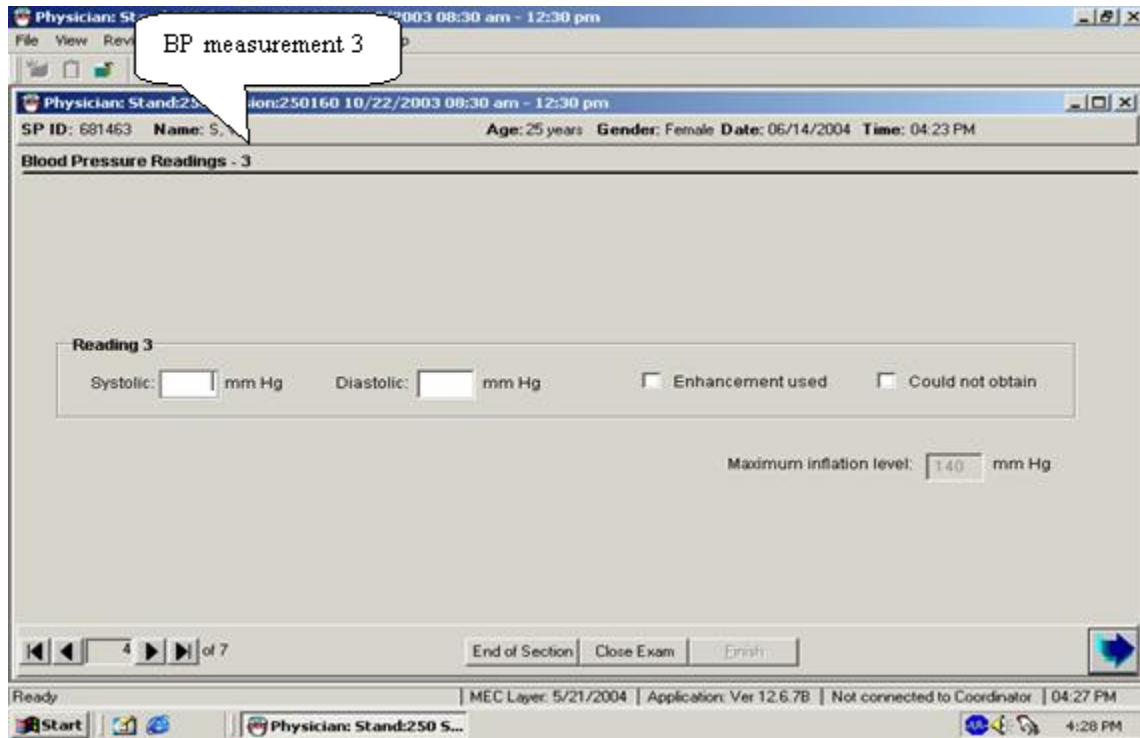 Physician: St /2003 08:30 am - 12:30 pm
File View Revi p
BP measurement 3
Physician: Stand:25 ion:250160 10/22/2003 08:30 am - 12:30 pm
SP ID: 681463 Name: S, Age: 25 years Gender: Female Date: 06/14/2004 Time: 04:23 PM
Blood Pressure Readings - 3
Reading 3
Systolic: mm Hg Diastolic: mm Hg Enhancement used Could not obtain
Maximum inflation level: 140 mm Hg
4 of 7 End of Section Close Exam Finish
Ready MEC Layer: 5/21/2004 Application: Ver 12.6.7B Not connected to Coordinator 04:27 PM
Start Physician: Stand:250 S... 4:28 PM